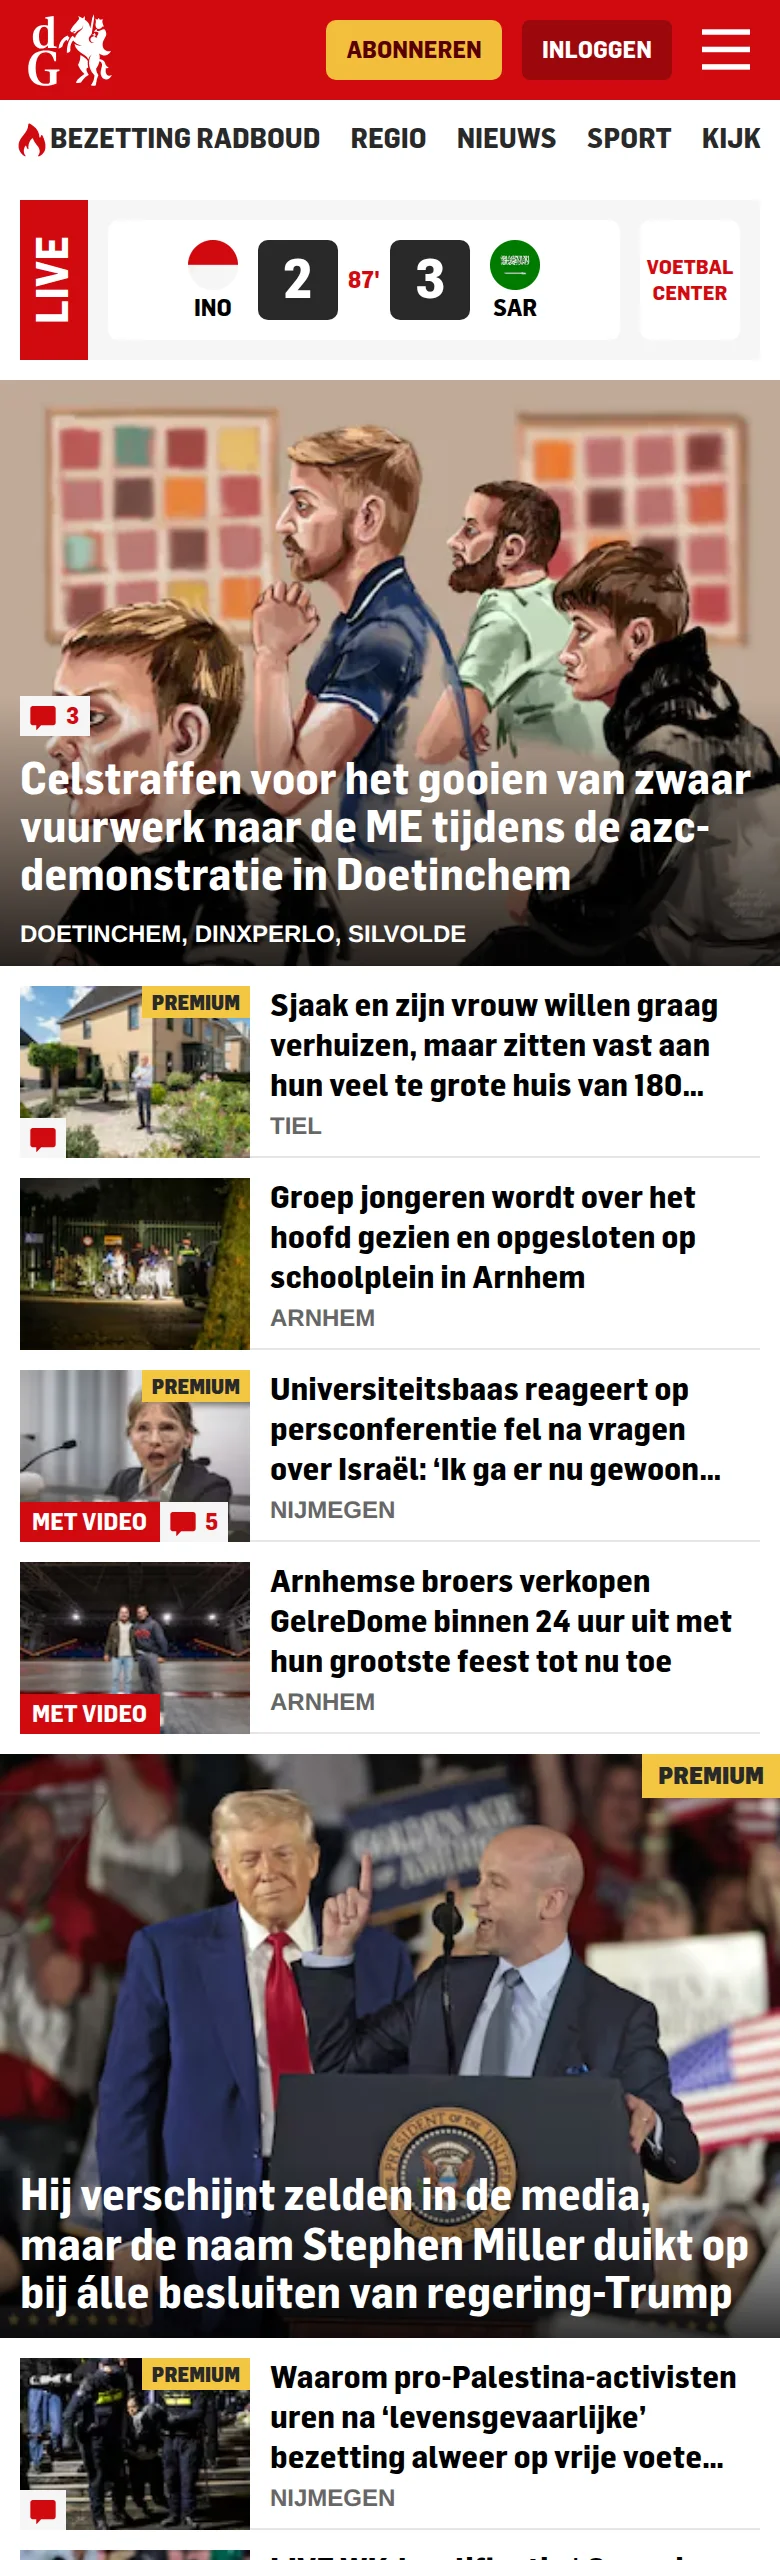 dG
ABONNEREN
INLOGGEN
BEZETTING RADBOUD
REGIO
NIEUWS
SPORT
KIJK
LIVE
INO
2
87'
3
SAR
VOETBAL
CENTER
3
Celstraffen voor het gooien van zwaar
vuurwerk naar de ME tijdens de azc-
demonstratie in Doetinchem
DOETINCHEM, DINXPERLO, SILVOLDE
PREMIUM
Sjaak en zijn vrouw willen graag
verhuizen, maar zitten vast aan
hun veel te grote huis van 180...
TIEL
Groep jongeren wordt over het
hoofd gezien en opgesloten op
schoolplein in Arnhem
ARNHEM
PREMIUM
MET VIDEO
5
Universiteitsbaas reageert op
persconferentie fel na vragen
over Israël: ‘Ik ga er nu gewoon...
NIJMEGEN
MET VIDEO
Arnhemse broers verkopen
GelreDome binnen 24 uur uit met
hun grootste feest tot nu toe
ARNHEM
PREMIUM
PRESIDENT OF THE UNITED
Hij verschijnt zelden in de media,
maar de naam Stephen Miller duikt op
bij álle besluiten van regering-Trump
PREMIUM
Waarom pro-Palestina-activisten
uren na ‘levensgevaarlijke’
bezetting alweer op vrije voete...
NIJMEGEN